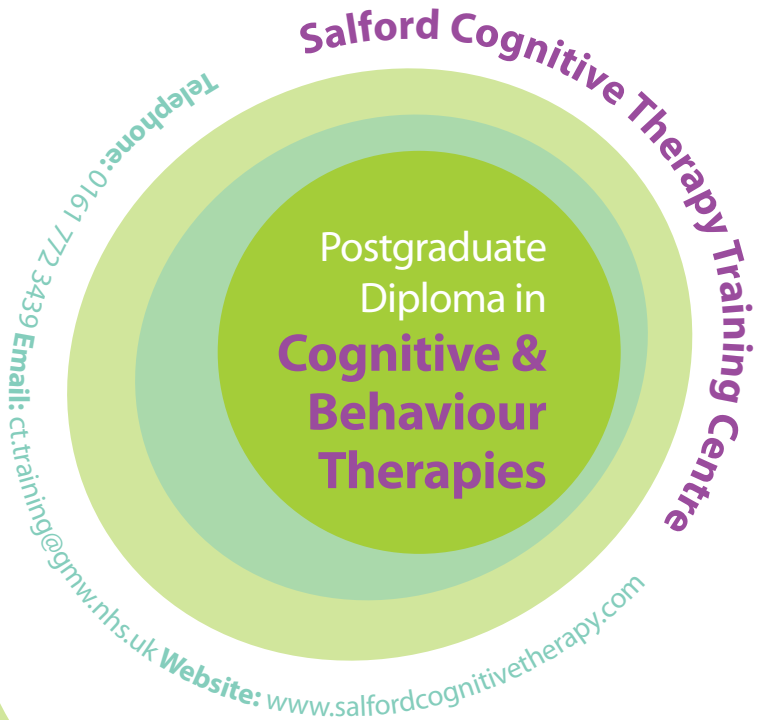 Salford Cognitive Therapy Training Centre
Postgraduate
Diploma in
Cognitive &
Behaviour
Therapies
Telephone: 0161 772 3439 Email: ct.training@gmw.nhs.uk Website: www.salfordcognitivetherapy.com